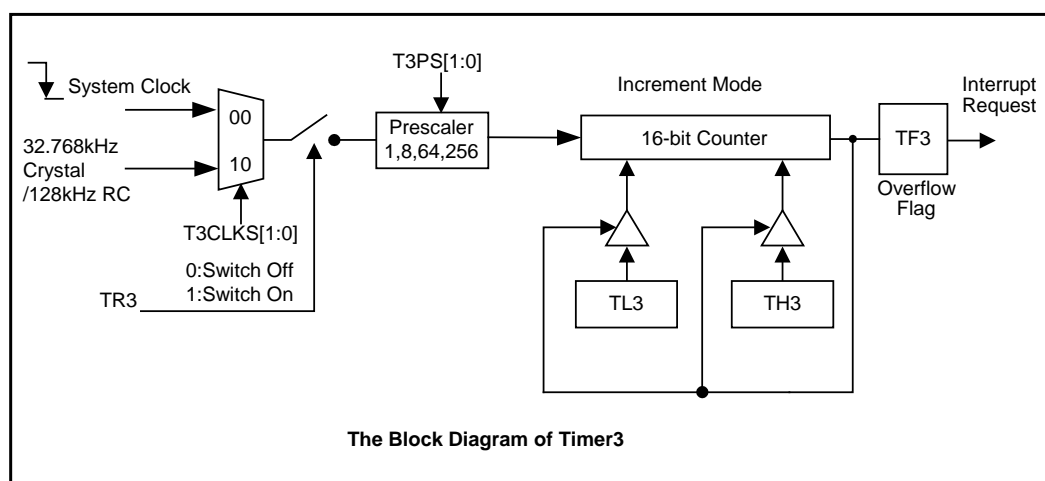 T3PS[1:0]
System Clock
Increment Mode
Interrupt
Request
00
Prescaler
1,8,64,256
16-bit Counter
TF3
32.768kHz
Crystal
/128kHz RC
10
Overflow
Flag
T3CLKS[1:0]
0:Switch Off
1:Switch On
TR3
TL3
TH3
The Block Diagram of Timer3